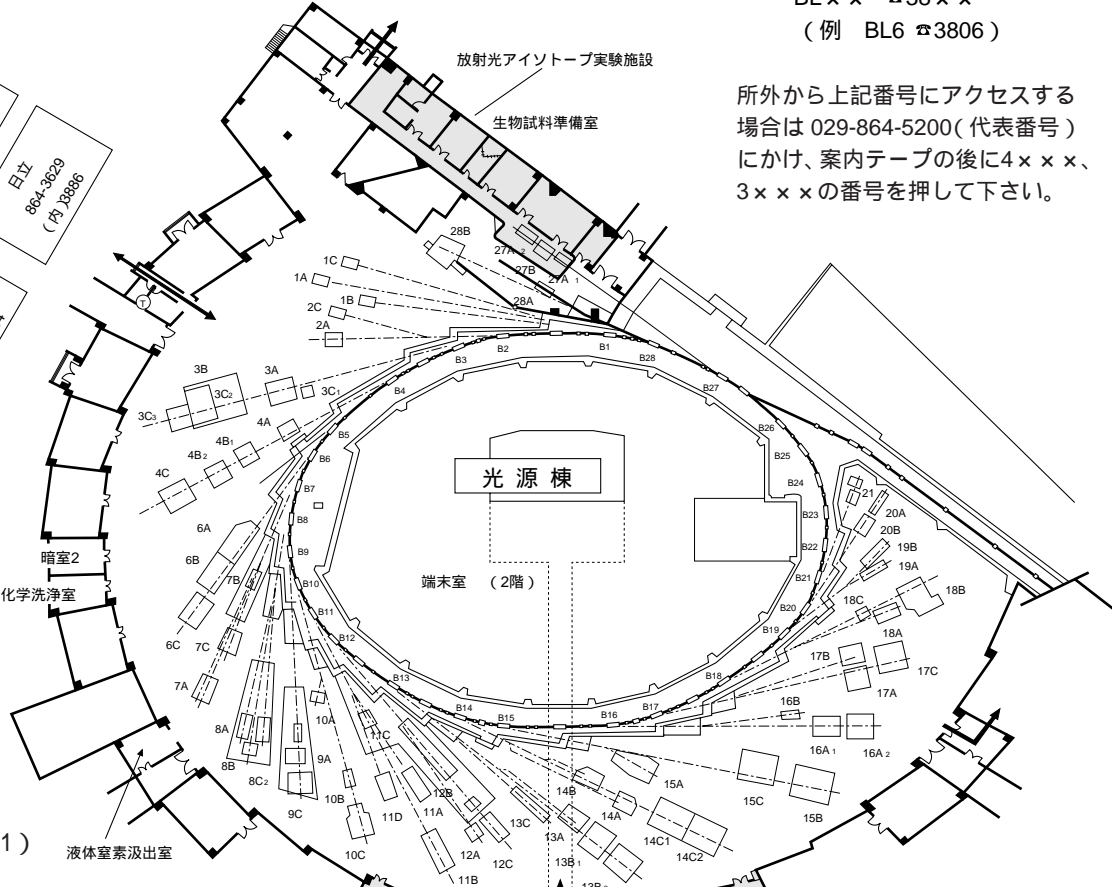 BL×× ☎38××
(例 BL6 ☎3806)
所外から上記番号にアクセスする
場合は 029-864-5200(代表番号)
にかけ、案内テープの後に4×××、
3×××の番号を押して下さい。
放射光アイソトープ実験施設
生物試料準備室
日立
864-3629
(内)3886
28B
27A 2
27B
27A 1
28A
1C
1A
1B
2C
2A
T
3B
3A
3C1
3C2
3C3
4A
4B1
4B2
4C
B1
B2
B3
B4
B5
B6
B7
B8
B9
B10
B11
B12
B13
B14
B15
B16
B17
B18
B19
B20
B21
B22
B23
B24
B25
B26
B27
B28
光源棟
端末室 (2階)
暗室2
化学洗浄室
6A
6B
6C
7B
7C
7A
8A
8B
8C2
9A
9C
10A
10B
10C
11C
11D
11A
11B
12B
12A
12C
13C
13A
13B1
14B
14A
14C1
14C2
15A
15C
15B
16B
16A1
16A2
17B
17A
17C
18C
18A
18B
19B
19A
20A
20B
21
液体窒素汲出室
1)